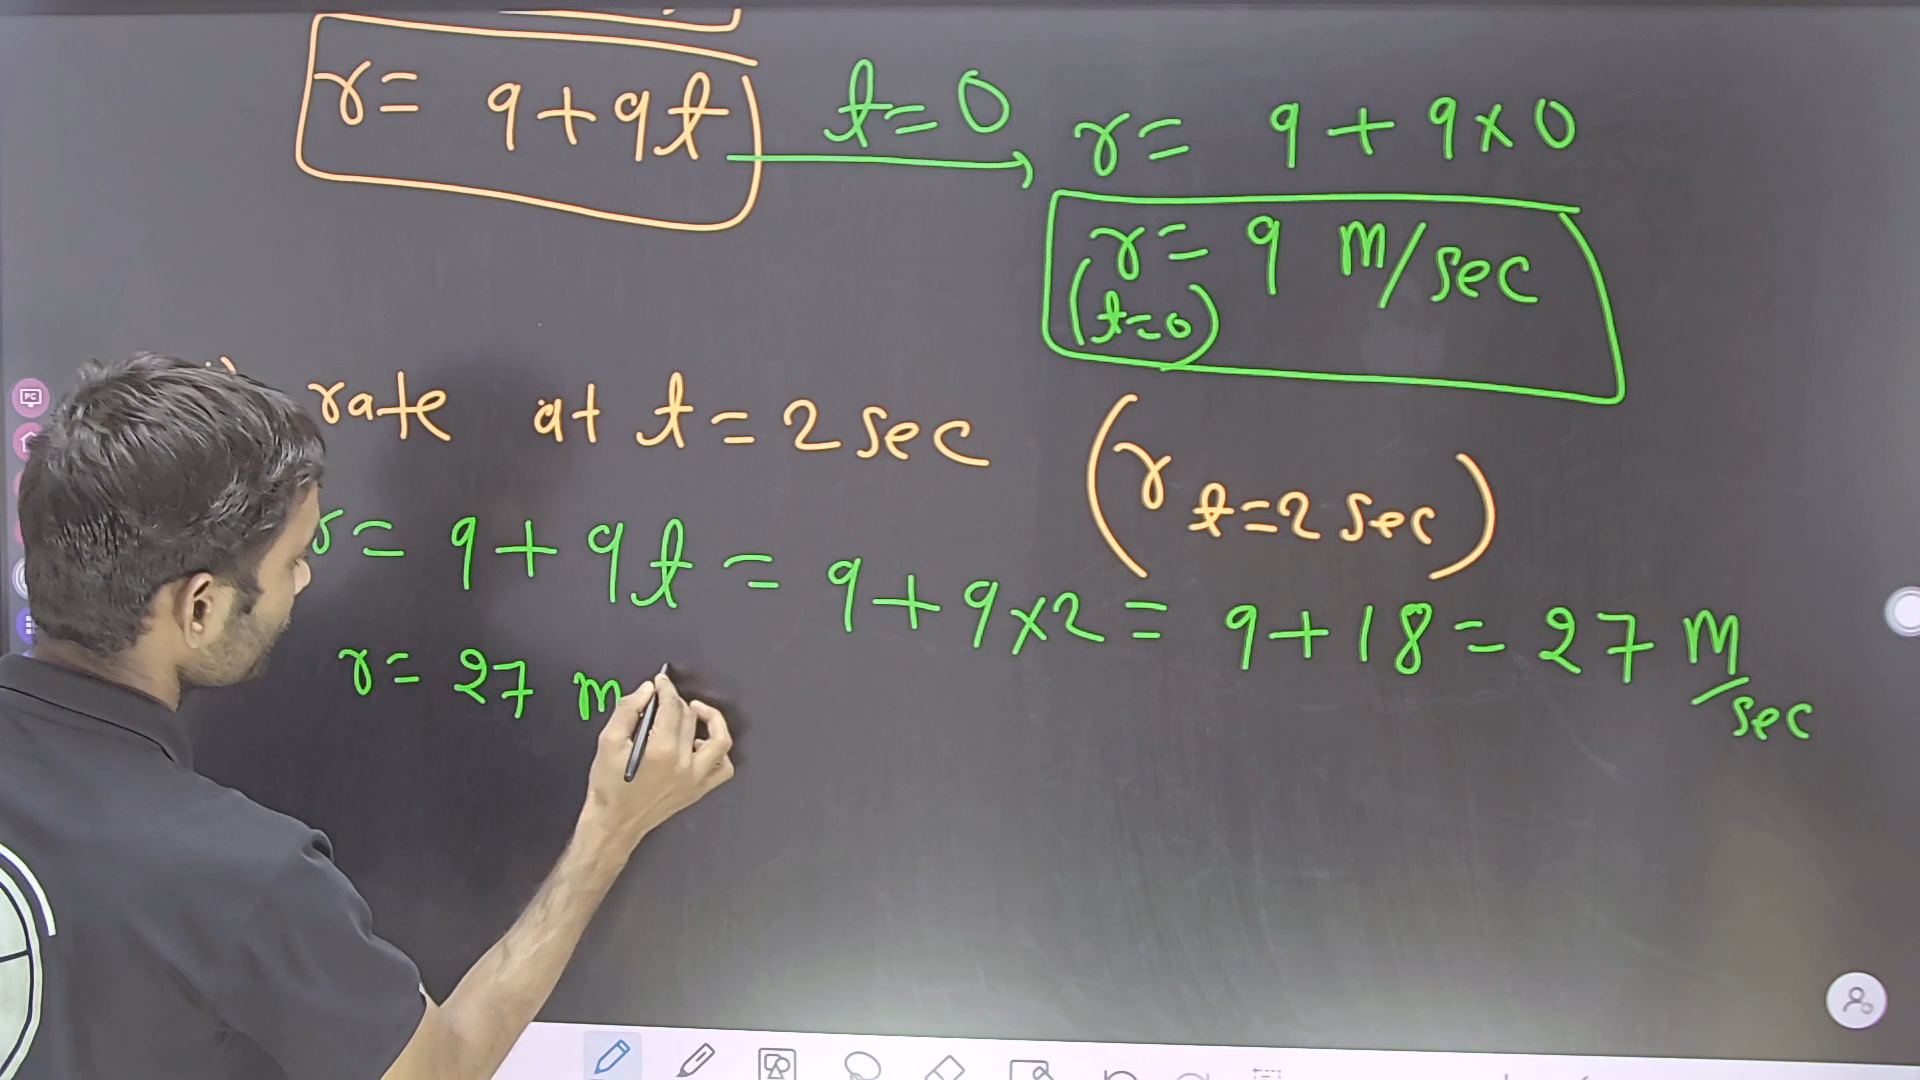 r = 9 + 9t
t = 0
r = 9 + 9 × 0
r = 9 m/sec
(t=0)
rate at t = 2 sec (r t=2 sec)
r = 9 + 9t = 9 + 9×2 = 9 + 18 = 27 m/sec
r = 27 m
PC